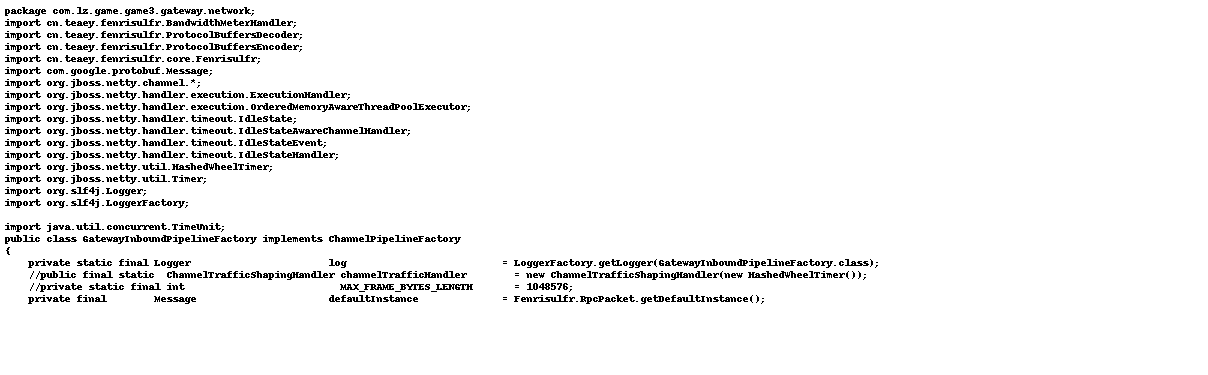 package com.lz.game.game3.gateway.network;
import cn.teaey.fenrisulfr.BandwidthMeterHandler;
import cn.teaey.fenrisulfr.ProtocolBuffersDecoder;
import cn.teaey.fenrisulfr.ProtocolBuffersEncoder;
import cn.teaey.fenrisulfr.core.Fenrisulfr;
import com.google.protobuf.Message;
import org.jboss.netty.channel.*;
import org.jboss.netty.handler.execution.ExecutionHandler;
import org.jboss.netty.handler.execution.OrderedMemoryAwareThreadPoolExecutor;
import org.jboss.netty.handler.timeout.IdleState;
import org.jboss.netty.handler.timeout.IdleStateAwareChannelHandler;
import org.jboss.netty.handler.timeout.IdleStateEvent;
import org.jboss.netty.handler.timeout.IdleStateHandler;
import org.jboss.netty.util.HashedWheelTimer;
import org.jboss.netty.util.Timer;
import org.slf4j.Logger;
import org.slf4j.LoggerFactory;

import java.util.concurrent.TimeUnit;
public class GatewayInboundPipelineFactory implements ChannelPipelineFactory
{
    private static final Logger                       log                               = LoggerFactory.getLogger(GatewayInboundPipelineFactory.class);
    //public final static  ChannelTrafficShapingHandler channelTrafficHandler        = new ChannelTrafficShapingHandler(new HashedWheelTimer());
    //private static final int                          MAX_FRAME_BYTES_LENGTH       = 1048576;
    private final        Message                      defaultInstance              = Fenrisulfr.RpcPacket.getDefaultInstance();